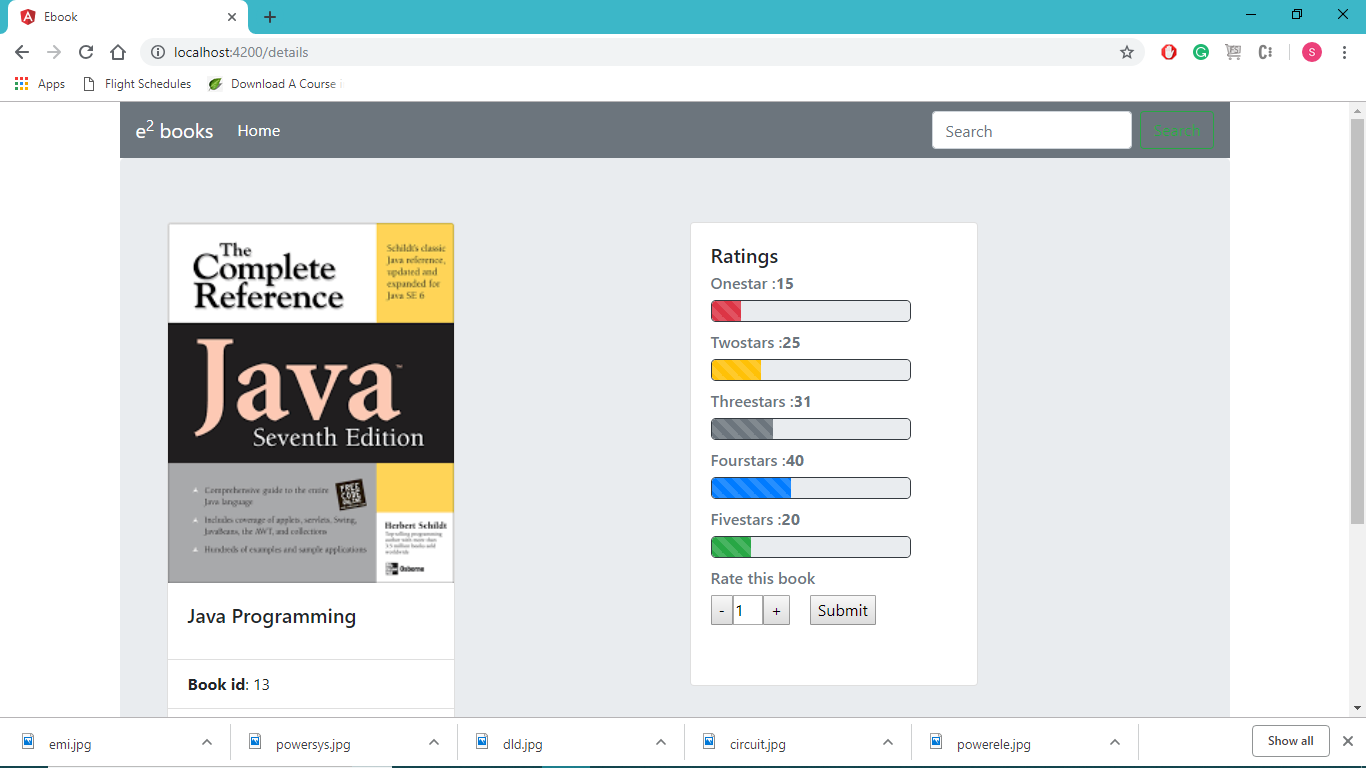 Ebook
localhost:4200/details
S
Apps
Flight Schedules
Download A Course i
e² books
Home
Search
Search
The
Complete
Reference
Schildt's classic
Java reference,
updated and
expanded for
Java SE 6
Java™
Seventh Edition
Comprehensive guide to the entire
Java language
Includes coverage of applets, servlets, Swing,
JavaBeans, the AWT, and collections
Hundreds of examples and sample applications
FREE
CODE
ONLINE
Herbert Schildt
Top-selling programming
author with more than
3.5 million books sold
worldwide
Osborne
Java Programming
Book id: 13
Ratings
Onestar :15
Twostars :25
Threestars :31
Fourstars :40
Fivestars :20
Rate this book
- 1 +
Submit
emi.jpg
powersys.jpg
dld.jpg
circuit.jpg
powerele.jpg
Show all